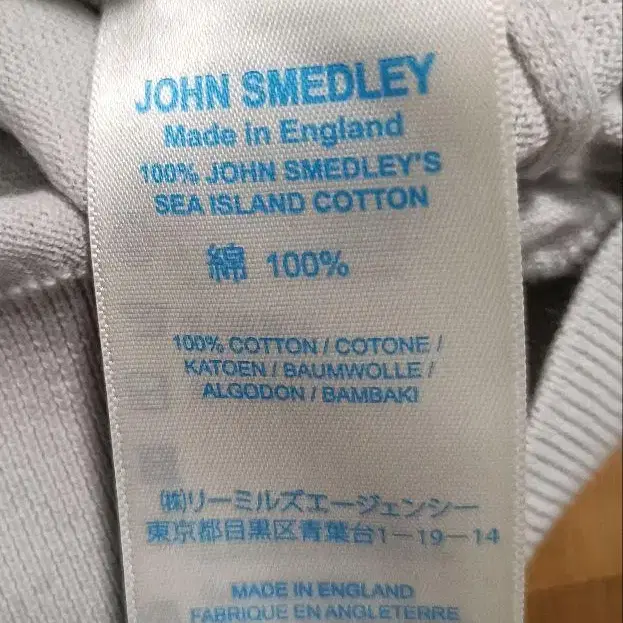 JOHN SMEDLEY
Made in England
100% JOHN SMEDLEY'S
SEA ISLAND COTTON
綿 100%
100% COTTON / COTONE /
KATOEN / BAUMWOLLE /
ALGODON / BAMBAKI
㈱リーミルズエージェンシー
東京都目黒区青葉台1－19－14
MADE IN ENGLAND
FABRIQUE EN ANGLETERRE